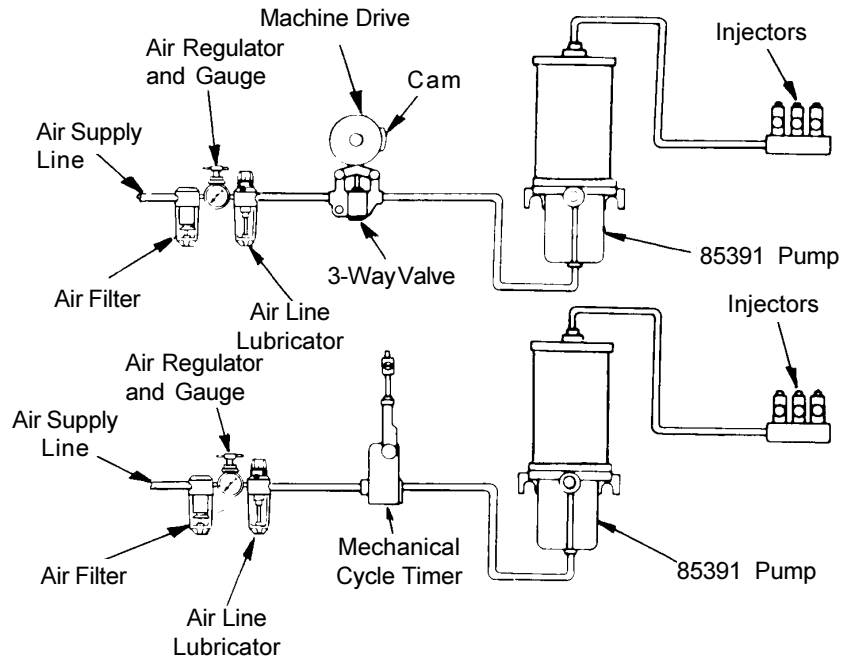 Machine Drive
Air Regulator
and Gauge
Cam
Injectors
Air Supply
Line
3-Way Valve
85391 Pump
Air Filter
Air Line
Lubricator
Injectors
Air Regulator
and Gauge
Air Supply
Line
Mechanical
Cycle Timer
85391 Pump
Air Filter
Air Line
Lubricator